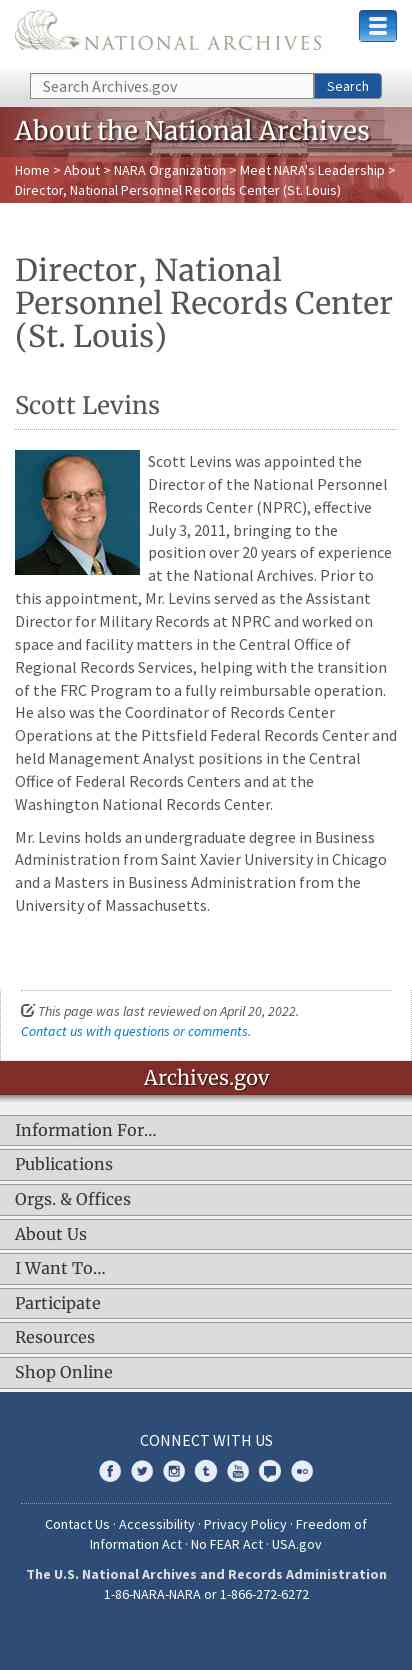 NATIONAL ARCHIVES
Search Archives.gov
Search
About the National Archives
Home > About > NARA Organization > Meet NARA's Leadership >
Director, National Personnel Records Center (St. Louis)
Director, National
Personnel Records Center
(St. Louis)
Scott Levins
Scott Levins was appointed the
Director of the National Personnel
Records Center (NPRC), effective
July 3, 2011, bringing to the
position over 20 years of experience
at the National Archives. Prior to
this appointment, Mr. Levins served as the Assistant
Director for Military Records at NPRC and worked on
space and facility matters in the Central Office of
Regional Records Services, helping with the transition
of the FRC Program to a fully reimbursable operation.
He also was the Coordinator of Records Center
Operations at the Pittsfield Federal Records Center and
held Management Analyst positions in the Central
Office of Federal Records Centers and at the
Washington National Records Center.
Mr. Levins holds an undergraduate degree in Business
Administration from Saint Xavier University in Chicago
and a Masters in Business Administration from the
University of Massachusetts.
This page was last reviewed on April 20, 2022.
Contact us with questions or comments.
Archives.gov
Information For…
Publications
Orgs. & Offices
About Us
I Want To…
Participate
Resources
Shop Online
CONNECT WITH US
You Tube
Contact Us · Accessibility · Privacy Policy · Freedom of
Information Act · No FEAR Act · USA.gov
The U.S. National Archives and Records Administration
1-86-NARA-NARA or 1-866-272-6272